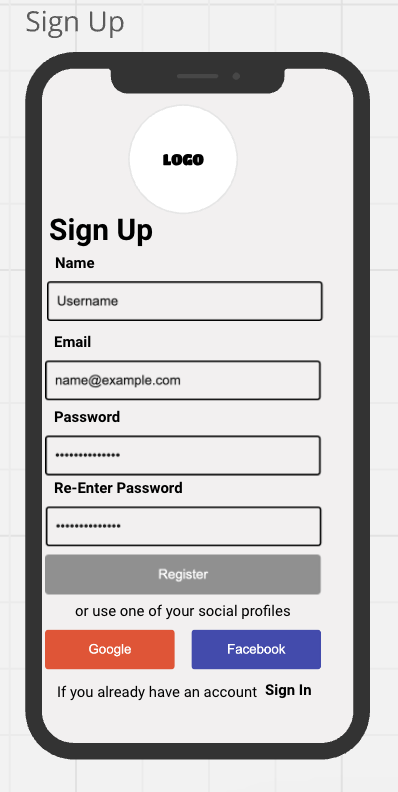 Sign Up
LOGO
Sign Up
Name
Username
Email
name@example.com
Password
••••••••••••••
Re-Enter Password
••••••••••••••
Register
or use one of your social profiles
Google Facebook
If you already have an account Sign In